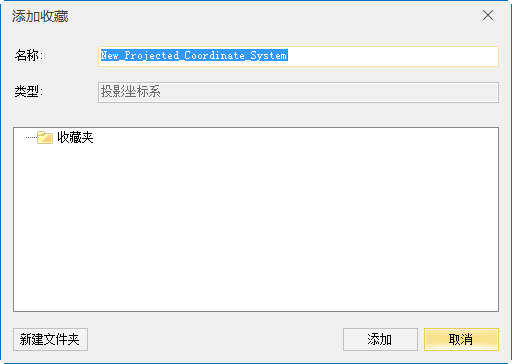 添加收藏
名称:
New_Projected_Coordinate_System
类型:
投影坐标系
收藏夹
新建文件夹
添加
取消